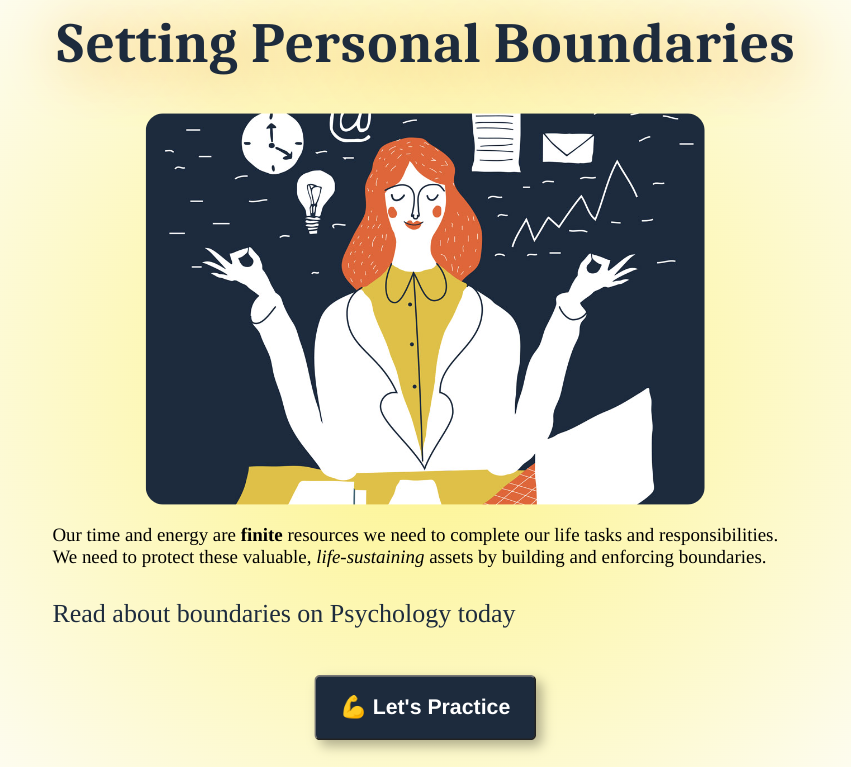 Setting Personal Boundaries
@
Our time and energy are finite resources we need to complete our life tasks and responsibilities.
We need to protect these valuable, life-sustaining assets by building and enforcing boundaries.
Read about boundaries on Psychology today
💪 Let's Practice